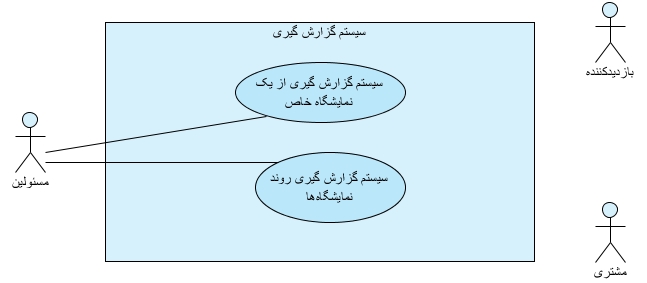 سیستم گزارش گیری
بازدیدکننده
سیستم گزارش گیری از یک
نمایشگاه خاص
مسئولین
سیستم گزارش گیری روند
نمایشگاه‌ها
مشتری